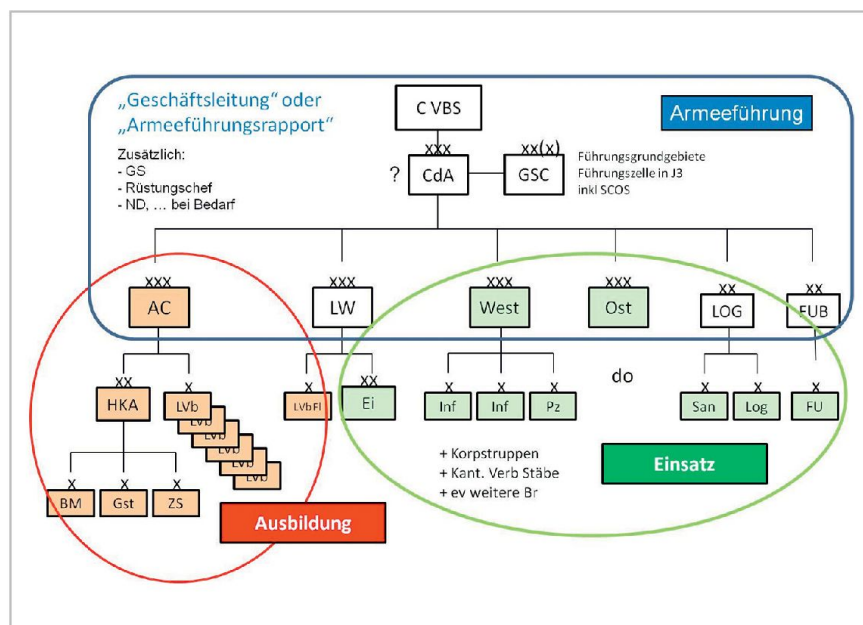 „Geschäftsleitung“ oder
„Armeeführungsrapport“
Zusätzlich:
- GS
- Rüstungschef
- ND, … bei Bedarf
C VBS
Armeeführung
XXX
?
CdA
xx(x)
GSC
Führungsgrundgebiete
Führungszelle in J3
inkl SCOS
XXX
AC
XXX
LW
XXX
West
XXX
Ost
XX
LOG
XX
FUB
XX
HKA
X
LVb
LVb
LVb
LVb
LVb
LVb
X
LVb Fl
XX
Ei
X
Inf
X
Inf
X
Pz
do
X
San
X
Log
X
FU
X
BM
X
Gst
X
ZS
+ Korpstruppen
+ Kant. Verb Stäbe
+ ev weitere Br
Einsatz
Ausbildung